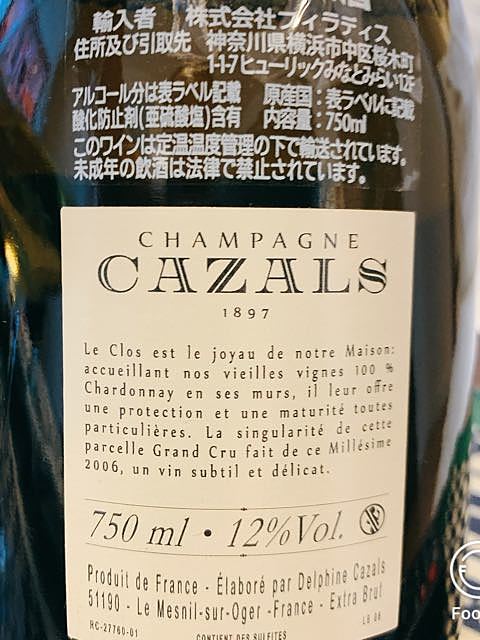 輸入者 株式会社フィラディス
住所及び引取先 神奈川県横浜市中区桜木町
1-1-7 ヒューリックみなとみらい12F
アルコール分は表ラベル記載 原産国：表ラベルに記載
酸化防止剤(亜硫酸塩)含有 内容量：750㎖
このワインは定温温度管理の下で輸送されています。
未成年の飲酒は法律で禁止されています。
CHAMPAGNE
CAZALS
1897
Le Clos est le joyau de notre Maison:
accueillant nos vieilles vignes 100 %
Chardonnay en ses murs, il leur offre
une protection et une maturité toutes
particulières. La singularité de cette
parcelle Grand Cru fait de ce Millésime
2006, un vin subtil et délicat.
750 ml • 12%Vol.
Produit de France - Élaboré par Delphine Cazals
51190 - Le Mesnil-sur-Oger - France - Extra Brut
RC-27760-01 L8 06
CONTIENT DES SULFITES
F
Foo